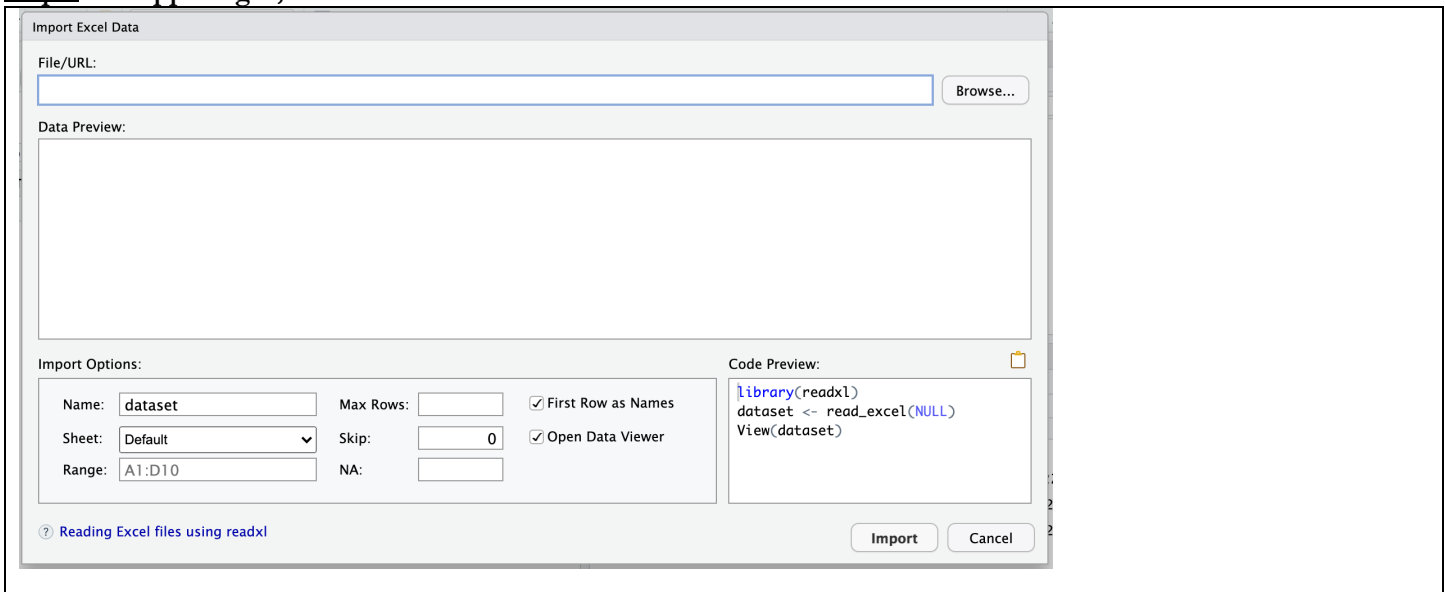 Import Excel Data
File/URL:
Browse...
Data Preview:
Import Options:
Name: dataset
Max Rows:
First Row as Names
Sheet: Default
Skip: 0
Open Data Viewer
Range: A1:D10
NA:
Code Preview:
library(readxl)
dataset <- read_excel(NULL)
View(dataset)
? Reading Excel files using readxl
Import
Cancel